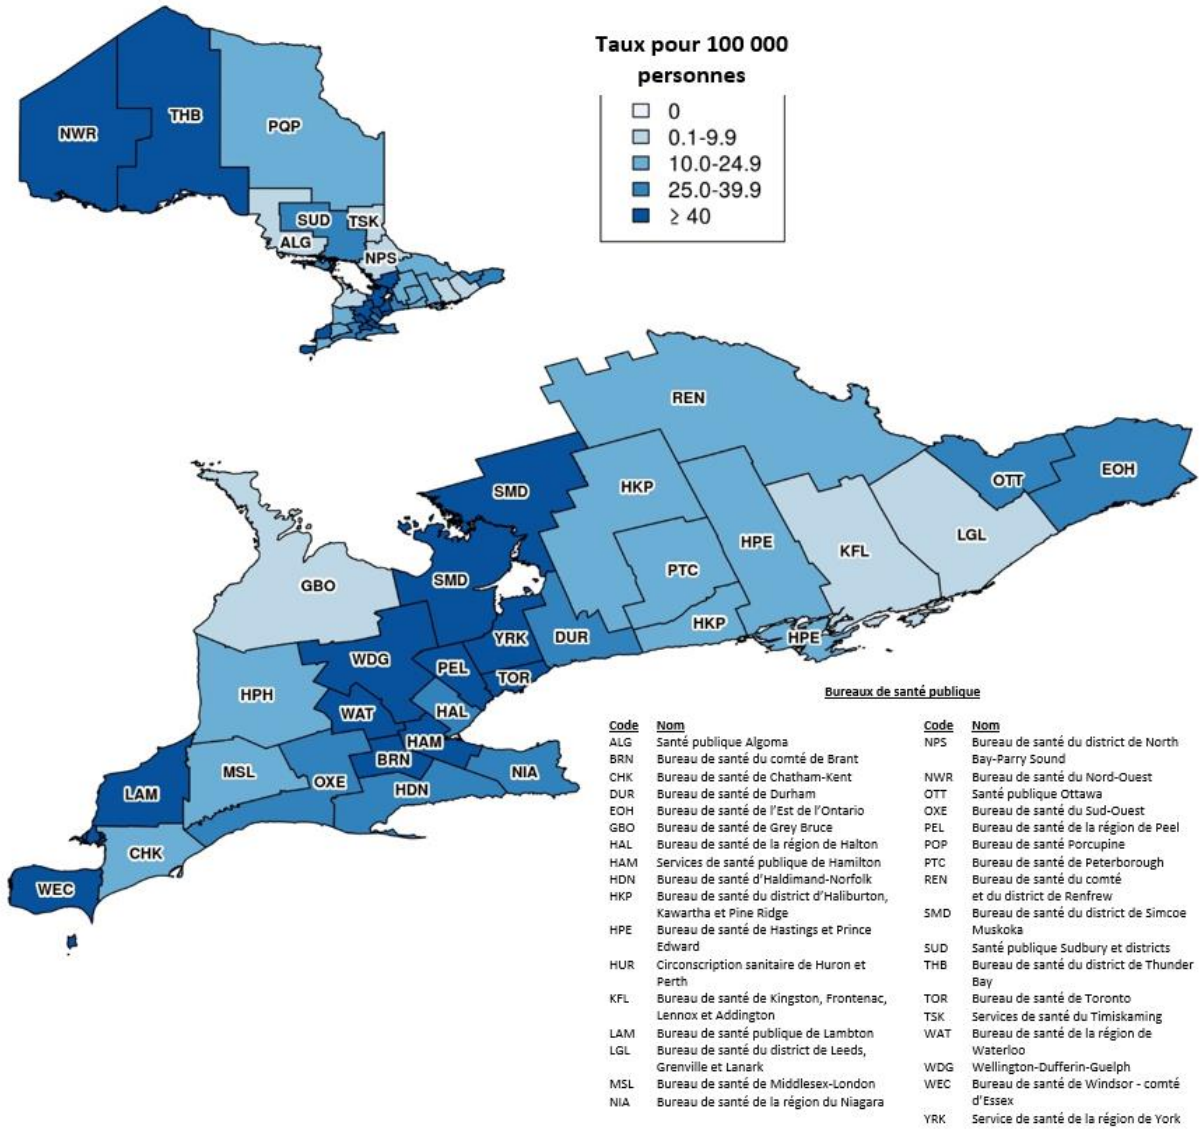 Taux pour 100 000
personnes
0
0.1-9.9
10.0-24.9
25.0-39.9
≥ 40
NWR
THB
PQP
SUD
TSK
ALG
NPS
REN
SMD
HKP
OTT
EOH
HPE
KFL
LGL
GBO
SMD
PTC
YRK
DUR
HKP
HPE
WDG
PEL
TOR
HPH
WAT
HAL
HAM
BRN
MSL
OXE
NIA
LAM
HDN
CHK
WEC
Bureaux de santé publique
Code Nom
ALG Santé publique Algoma
BRN Bureau de santé du comté de Brant
CHK Bureau de santé de Chatham-Kent
DUR Bureau de santé de Durham
EOH Bureau de santé de l'Est de l'Ontario
GBO Bureau de santé de Grey Bruce
HAL Bureau de santé de la région de Halton
HAM Services de santé publique de Hamilton
HDN Bureau de santé d'Haldimand-Norfolk
HKP Bureau de santé du district d'Haliburton,
Kawartha et Pine Ridge
HPE Bureau de santé de Hastings et Prince
Edward
HUR Circonscription sanitaire de Huron et
Perth
KFL Bureau de santé de Kingston, Frontenac,
Lennox et Addington
LAM Bureau de santé publique de Lambton
LGL Bureau de santé du district de Leeds,
Grenville et Lanark
MSL Bureau de santé de Middlesex-London
NIA Bureau de santé de la région du Niagara
Code Nom
NPS Bureau de santé du district de North
Bay-Parry Sound
NWR Bureau de santé du Nord-Ouest
OTT Santé publique Ottawa
OXE Bureau de santé du Sud-Ouest
PEL Bureau de santé de la région de Peel
POP Bureau de santé Porcupine
PTC Bureau de santé de Peterborough
REN Bureau de santé du comté
et du district de Renfrew
SMD Bureau de santé du district de Simcoe
Muskoka
SUD Santé publique Sudbury et districts
THB Bureau de santé du district de Thunder
Bay
TOR Bureau de santé de Toronto
TSK Services de santé du Timiskaming
WAT Bureau de santé de la région de
Waterloo
WDG Wellington-Dufferin-Guelph
WEC Bureau de santé de Windsor - comté
d'Essex
YRK Service de santé de la région de York